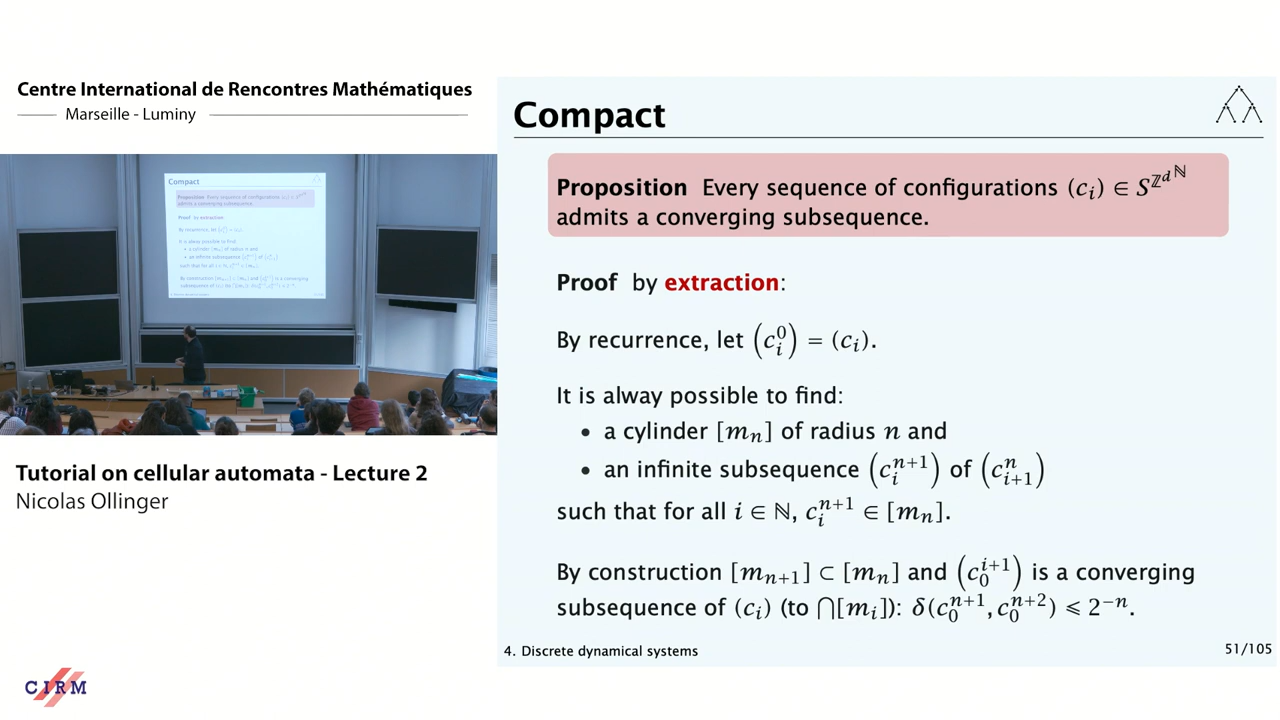 Centre International de Rencontres Mathématiques
Marseille - Luminy
Compact
Proposition Every sequence of configurations (c_i) ∈ S^{ℤ^d}^ℕ
admits a converging subsequence.
Proof by extraction:
By recurrence, let (c_i^0) = (c_i).
It is alway possible to find:
• a cylinder [m_n] of radius n and
• an infinite subsequence (c_i^{n+1}) of (c_{i+1}^n)
such that for all i ∈ ℕ, c_i^{n+1} ∈ [m_n].
By construction [m_{n+1}] ⊂ [m_n] and (c_0^{i+1}) is a converging
subsequence of (c_i) (to ⋂[m_i]): δ(c_0^{n+1}, c_0^{n+2}) ⩽ 2^{-n}.
4. Discrete dynamical systems
51/105
Tutorial on cellular automata - Lecture 2
Nicolas Ollinger
CIRM